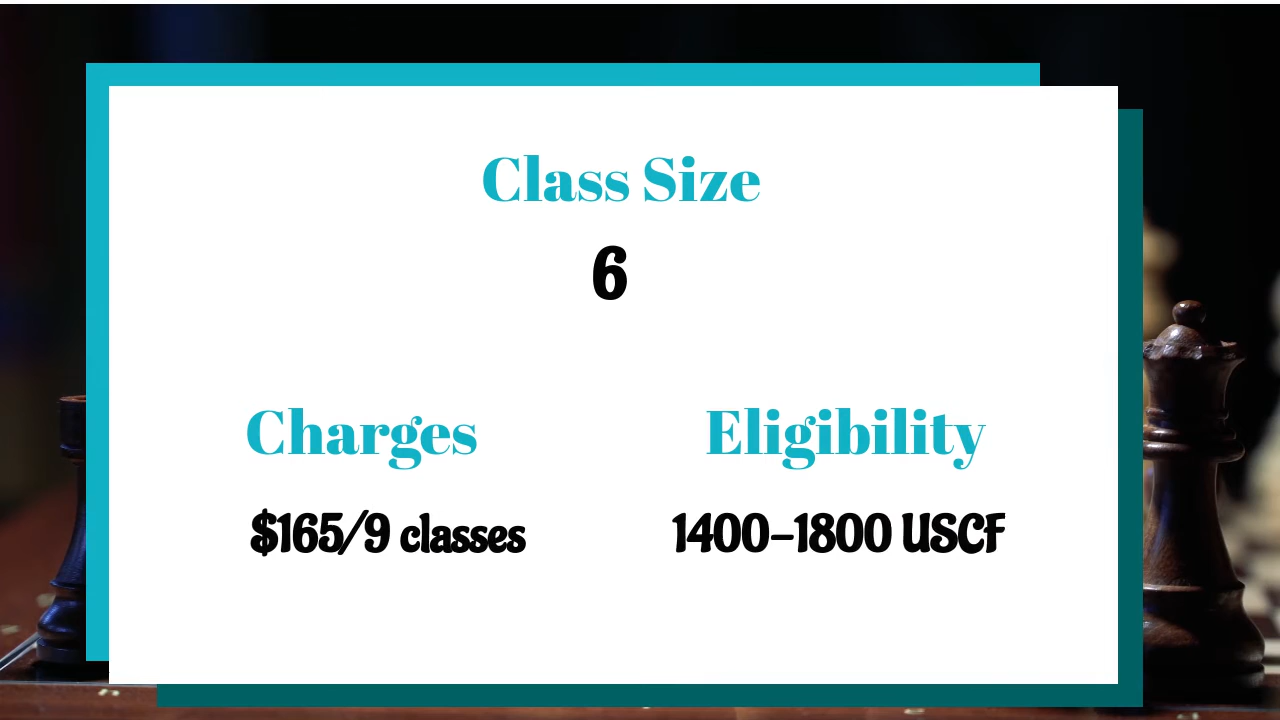 Class Size
6
Charges
Eligibility
$165/9 classes
1400-1800 USCF